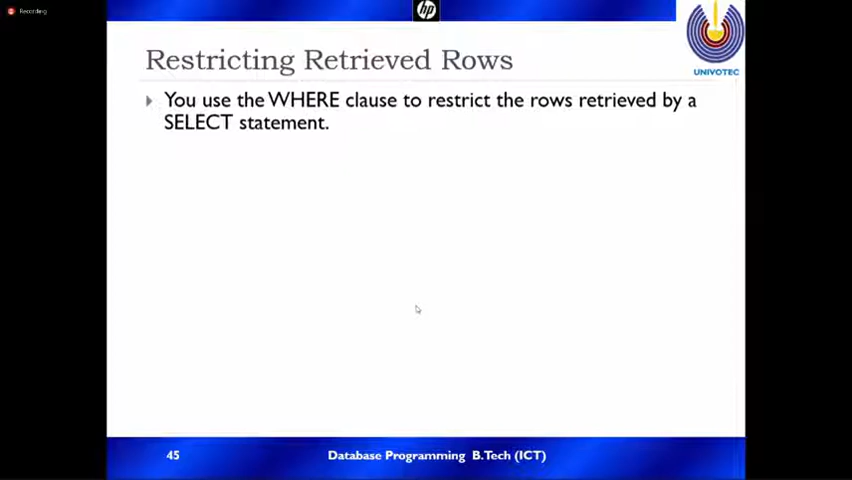 Recording
hp
UNIVOTEC
Restricting Retrieved Rows
You use the WHERE clause to restrict the rows retrieved by a
SELECT statement.
45
Database Programming B.Tech (ICT)